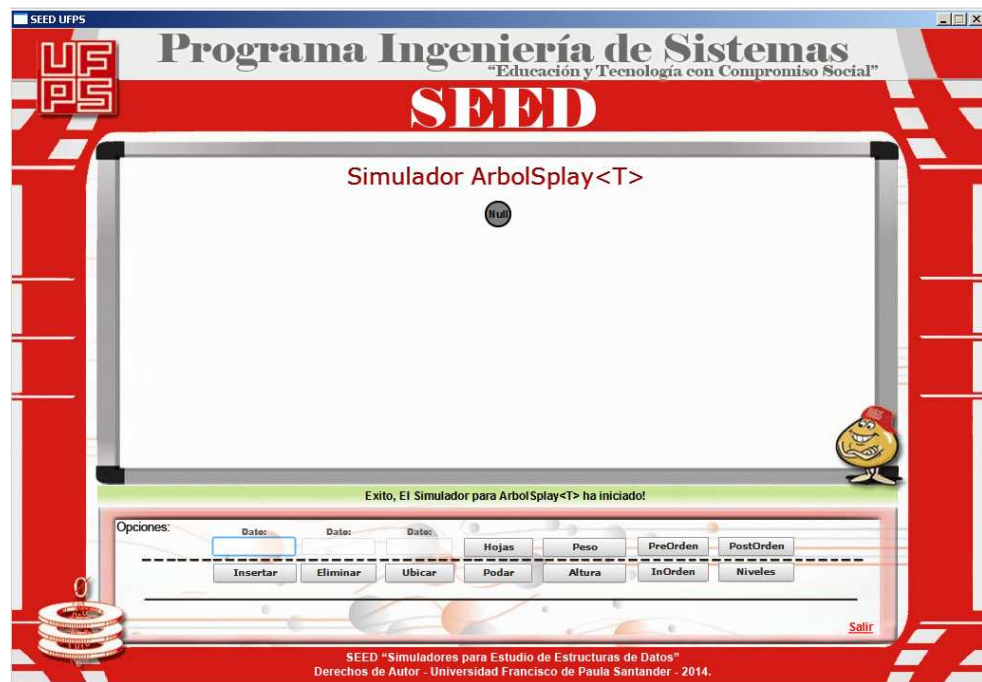 SEED UFPS
UFPS
Programa Ingeniería de Sistemas
“Educación y Tecnología con Compromiso Social”
SEED
Simulador ArbolSplay<T>
Null
Exito, El Simulador para ArbolSplay<T> ha iniciado!
Opciones:
Dato: Dato: Dato:
Hojas Peso PreOrden PostOrden
Insertar Eliminar Ubicar Podar Altura InOrden Niveles
Salir
SEED “Simuladores para Estudio de Estructuras de Datos”
Derechos de Autor - Universidad Francisco de Paula Santander - 2014.